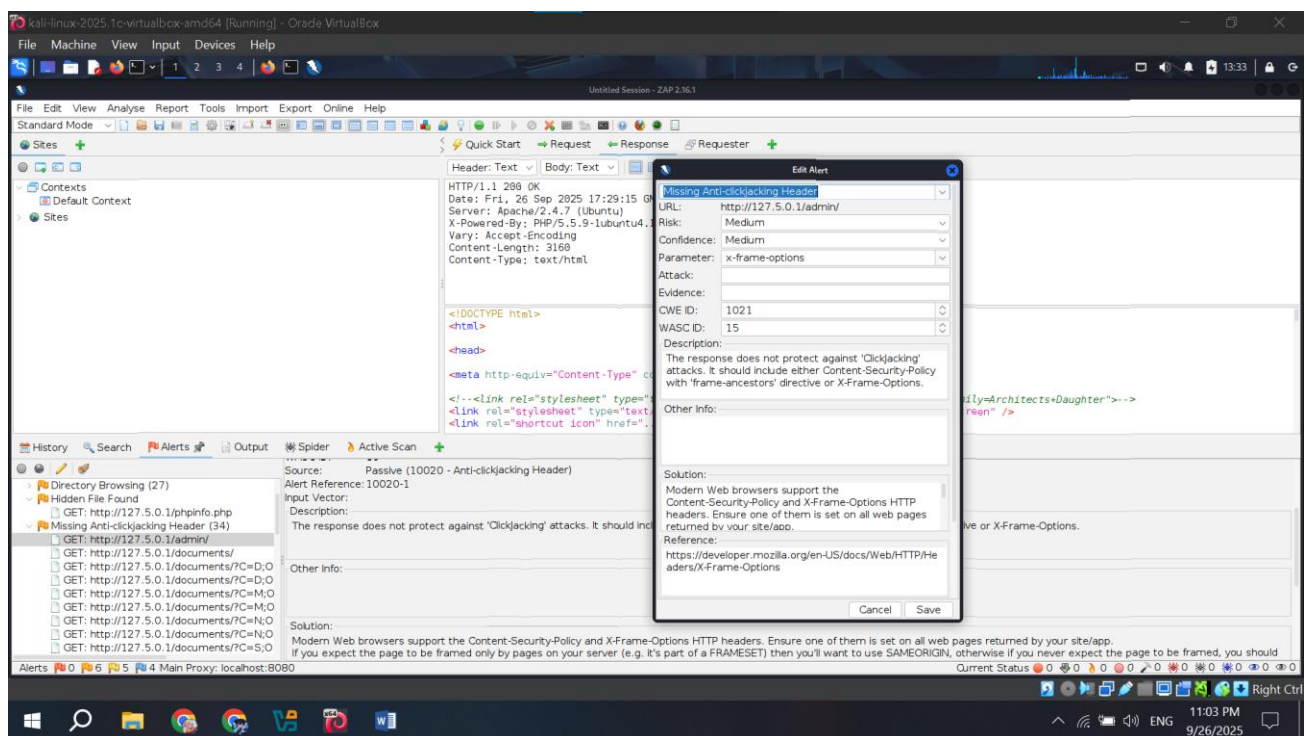 kali-linux-2025.1c-virtualbox-amd64 [Running] - Oracle VirtualBox
File Machine View Input Devices Help
1 2 3 4
13:33
Untitled Session - ZAP 2.16.1
File Edit View Analyse Report Tools Import Export Online Help
Standard Mode
Sites
Quick Start Request Response Requester
Header: Text Body: Text
Contexts
Default Context
Sites
HTTP/1.1 200 OK
Date: Fri, 26 Sep 2025 17:29:15 GM
Server: Apache/2.4.7 (Ubuntu)
X-Powered-By: PHP/5.5.9-1ubuntu4.
Vary: Accept-Encoding
Content-Length: 3160
Content-Type: text/html
<!DOCTYPE html>
<html>
<head>
<meta http-equiv="Content-Type" co
<!--<link rel="stylesheet" type="t
ily=Architects+Daughter">-->
<link rel="stylesheet" type="text/
reen" />
<link rel="shortcut icon" href="..
Edit Alert
Missing Anti-clickjacking Header
URL: http://127.5.0.1/admin/
Risk: Medium
Confidence: Medium
Parameter: x-frame-options
Attack:
Evidence:
CWE ID: 1021
WASC ID: 15
Description:
The response does not protect against 'ClickJacking'
attacks. It should include either Content-Security-Policy
with 'frame-ancestors' directive or X-Frame-Options.
Other Info:
Solution:
Modern Web browsers support the
Content-Security-Policy and X-Frame-Options HTTP
headers. Ensure one of them is set on all web pages
returned by your site/app.
Reference:
https://developer.mozilla.org/en-US/docs/Web/HTTP/He
aders/X-Frame-Options
Cancel Save
History Search Alerts Output Spider Active Scan
Directory Browsing (27)
Hidden File Found
GET: http://127.5.0.1/phpinfo.php
Missing Anti-clickjacking Header (34)
GET: http://127.5.0.1/admin/
GET: http://127.5.0.1/documents/
GET: http://127.5.0.1/documents/?C=D;O
GET: http://127.5.0.1/documents/?C=D;O
GET: http://127.5.0.1/documents/?C=M;O
GET: http://127.5.0.1/documents/?C=M;O
GET: http://127.5.0.1/documents/?C=N;O
GET: http://127.5.0.1/documents/?C=N;O
GET: http://127.5.0.1/documents/?C=S;O
Source: Passive (10020 - Anti-clickjacking Header)
Alert Reference: 10020-1
Input Vector:
Description:
The response does not protect against 'ClickJacking' attacks. It should incl
ive or X-Frame-Options.
Other Info:
Solution:
Modern Web browsers support the Content-Security-Policy and X-Frame-Options HTTP headers. Ensure one of them is set on all web pages returned by your site/app.
If you expect the page to be framed only by pages on your server (e.g. it's part of a FRAMESET) then you'll want to use SAMEORIGIN, otherwise if you never expect the page to be framed, you should
Alerts 0 6 5 4 Main Proxy: localhost:8080
Current Status 0 0 0 0 0 0 0 0 0 0
Right Ctrl
ENG
11:03 PM
9/26/2025